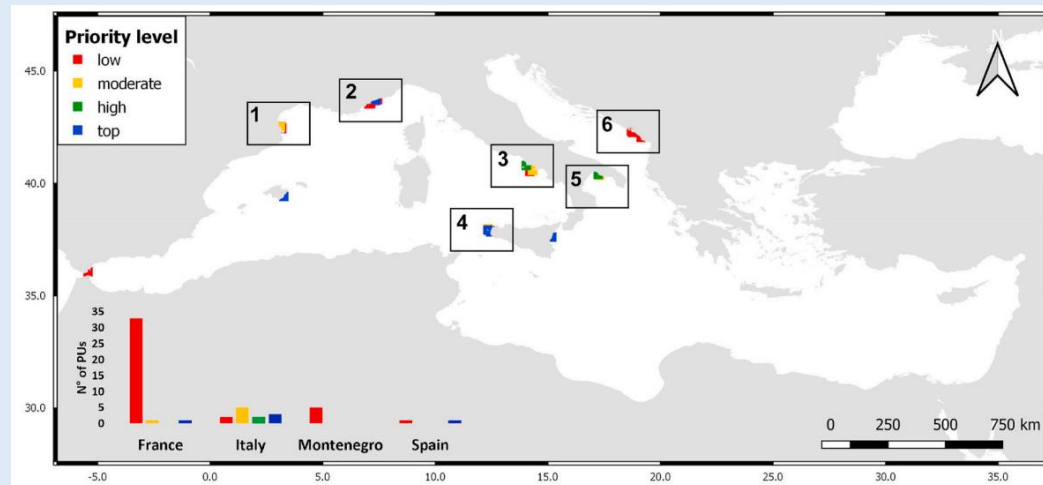 Priority level
low
moderate
high
top
N
45.0
40.0
35.0
30.0
1
2
3
4
5
6
35
30
25
20
15
10
5
0
N° of PUs
France Italy Montenegro Spain
0 250 500 750 km
-5.0 0.0 5.0 10.0 15.0 20.0 25.0 30.0 35.0